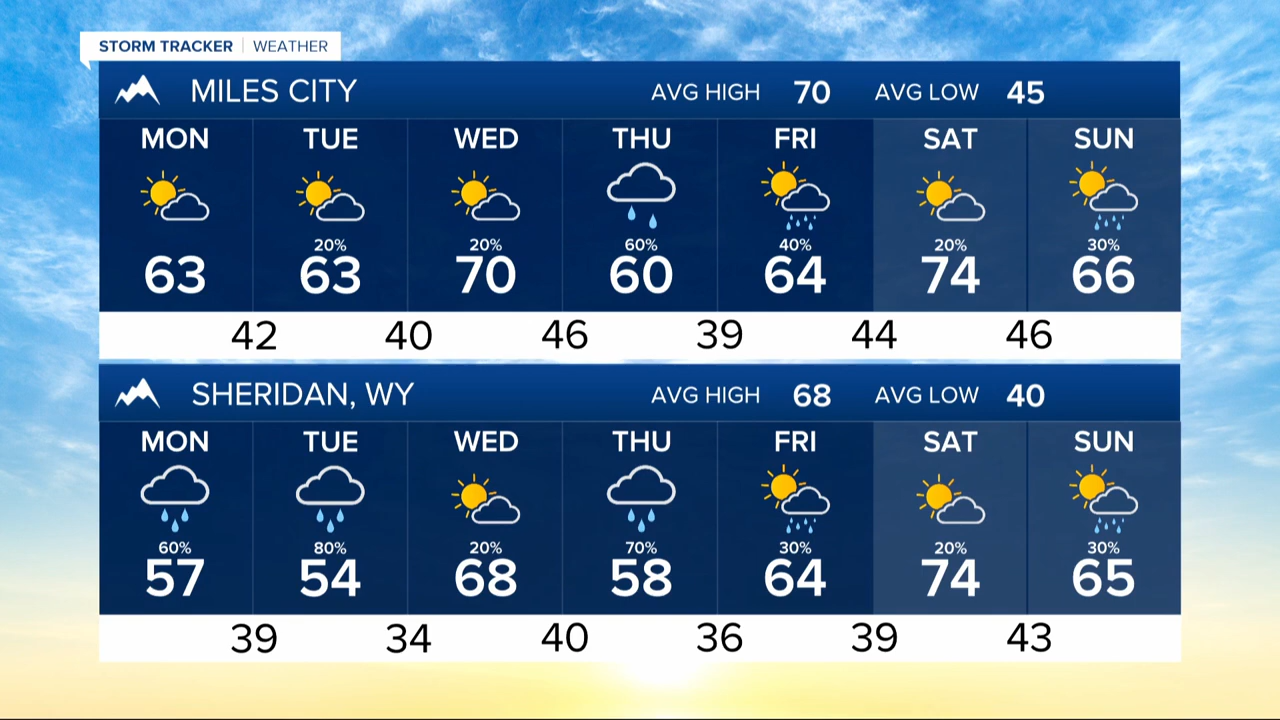 STORM TRACKER | WEATHER
MILES CITY AVG HIGH 70 AVG LOW 45
MON TUE WED THU FRI SAT SUN
20% 20% 60% 40% 20% 30%
63 63 70 60 64 74 66
42 40 46 39 44 46
SHERIDAN, WY AVG HIGH 68 AVG LOW 40
MON TUE WED THU FRI SAT SUN
60% 80% 20% 70% 30% 20% 30%
57 54 68 58 64 74 65
39 34 40 36 39 43